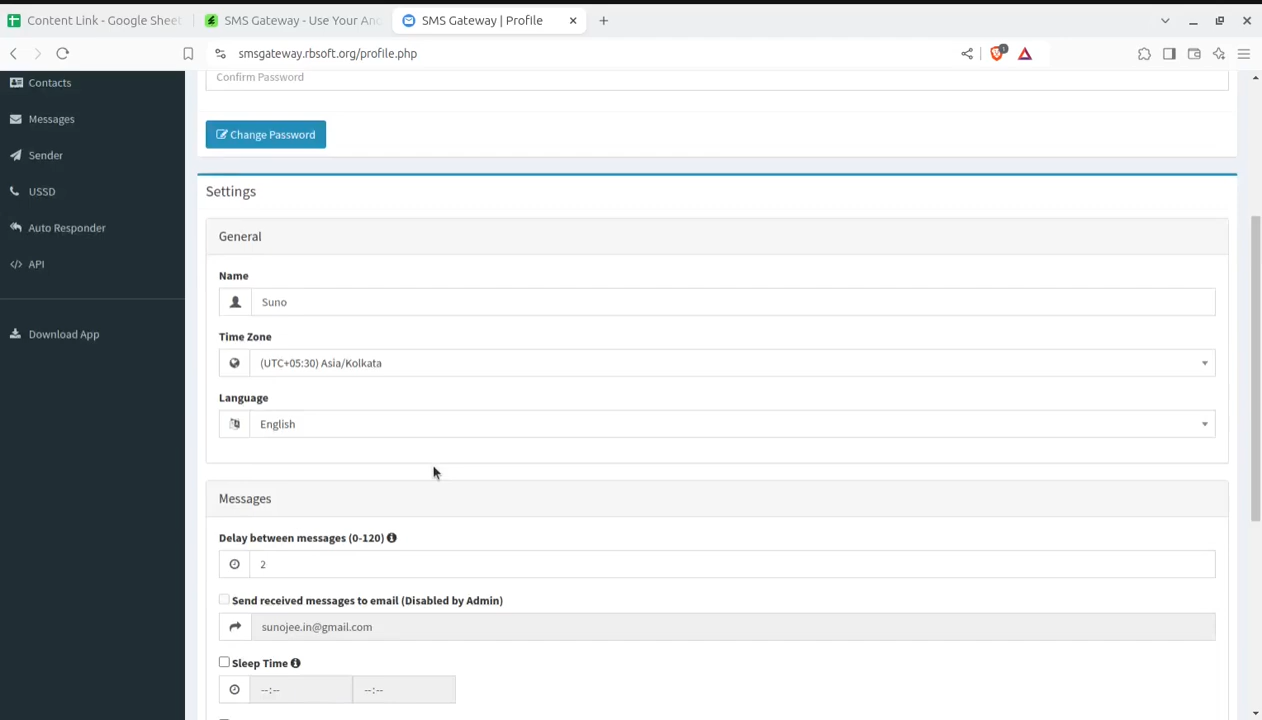 Content Link - Google Sheet
SMS Gateway - Use Your And
SMS Gateway | Profile
smsgateway.rbsoft.org/profile.php
1
Contacts
Messages
Sender
USSD
Auto Responder
API
Download App
Confirm Password
Change Password
Settings
General
Name
Suno
Time Zone
(UTC+05:30) Asia/Kolkata
Language
English
Messages
Delay between messages (0-120)
2
Send received messages to email (Disabled by Admin)
sunojee.in@gmail.com
Sleep Time
--:-- --:--